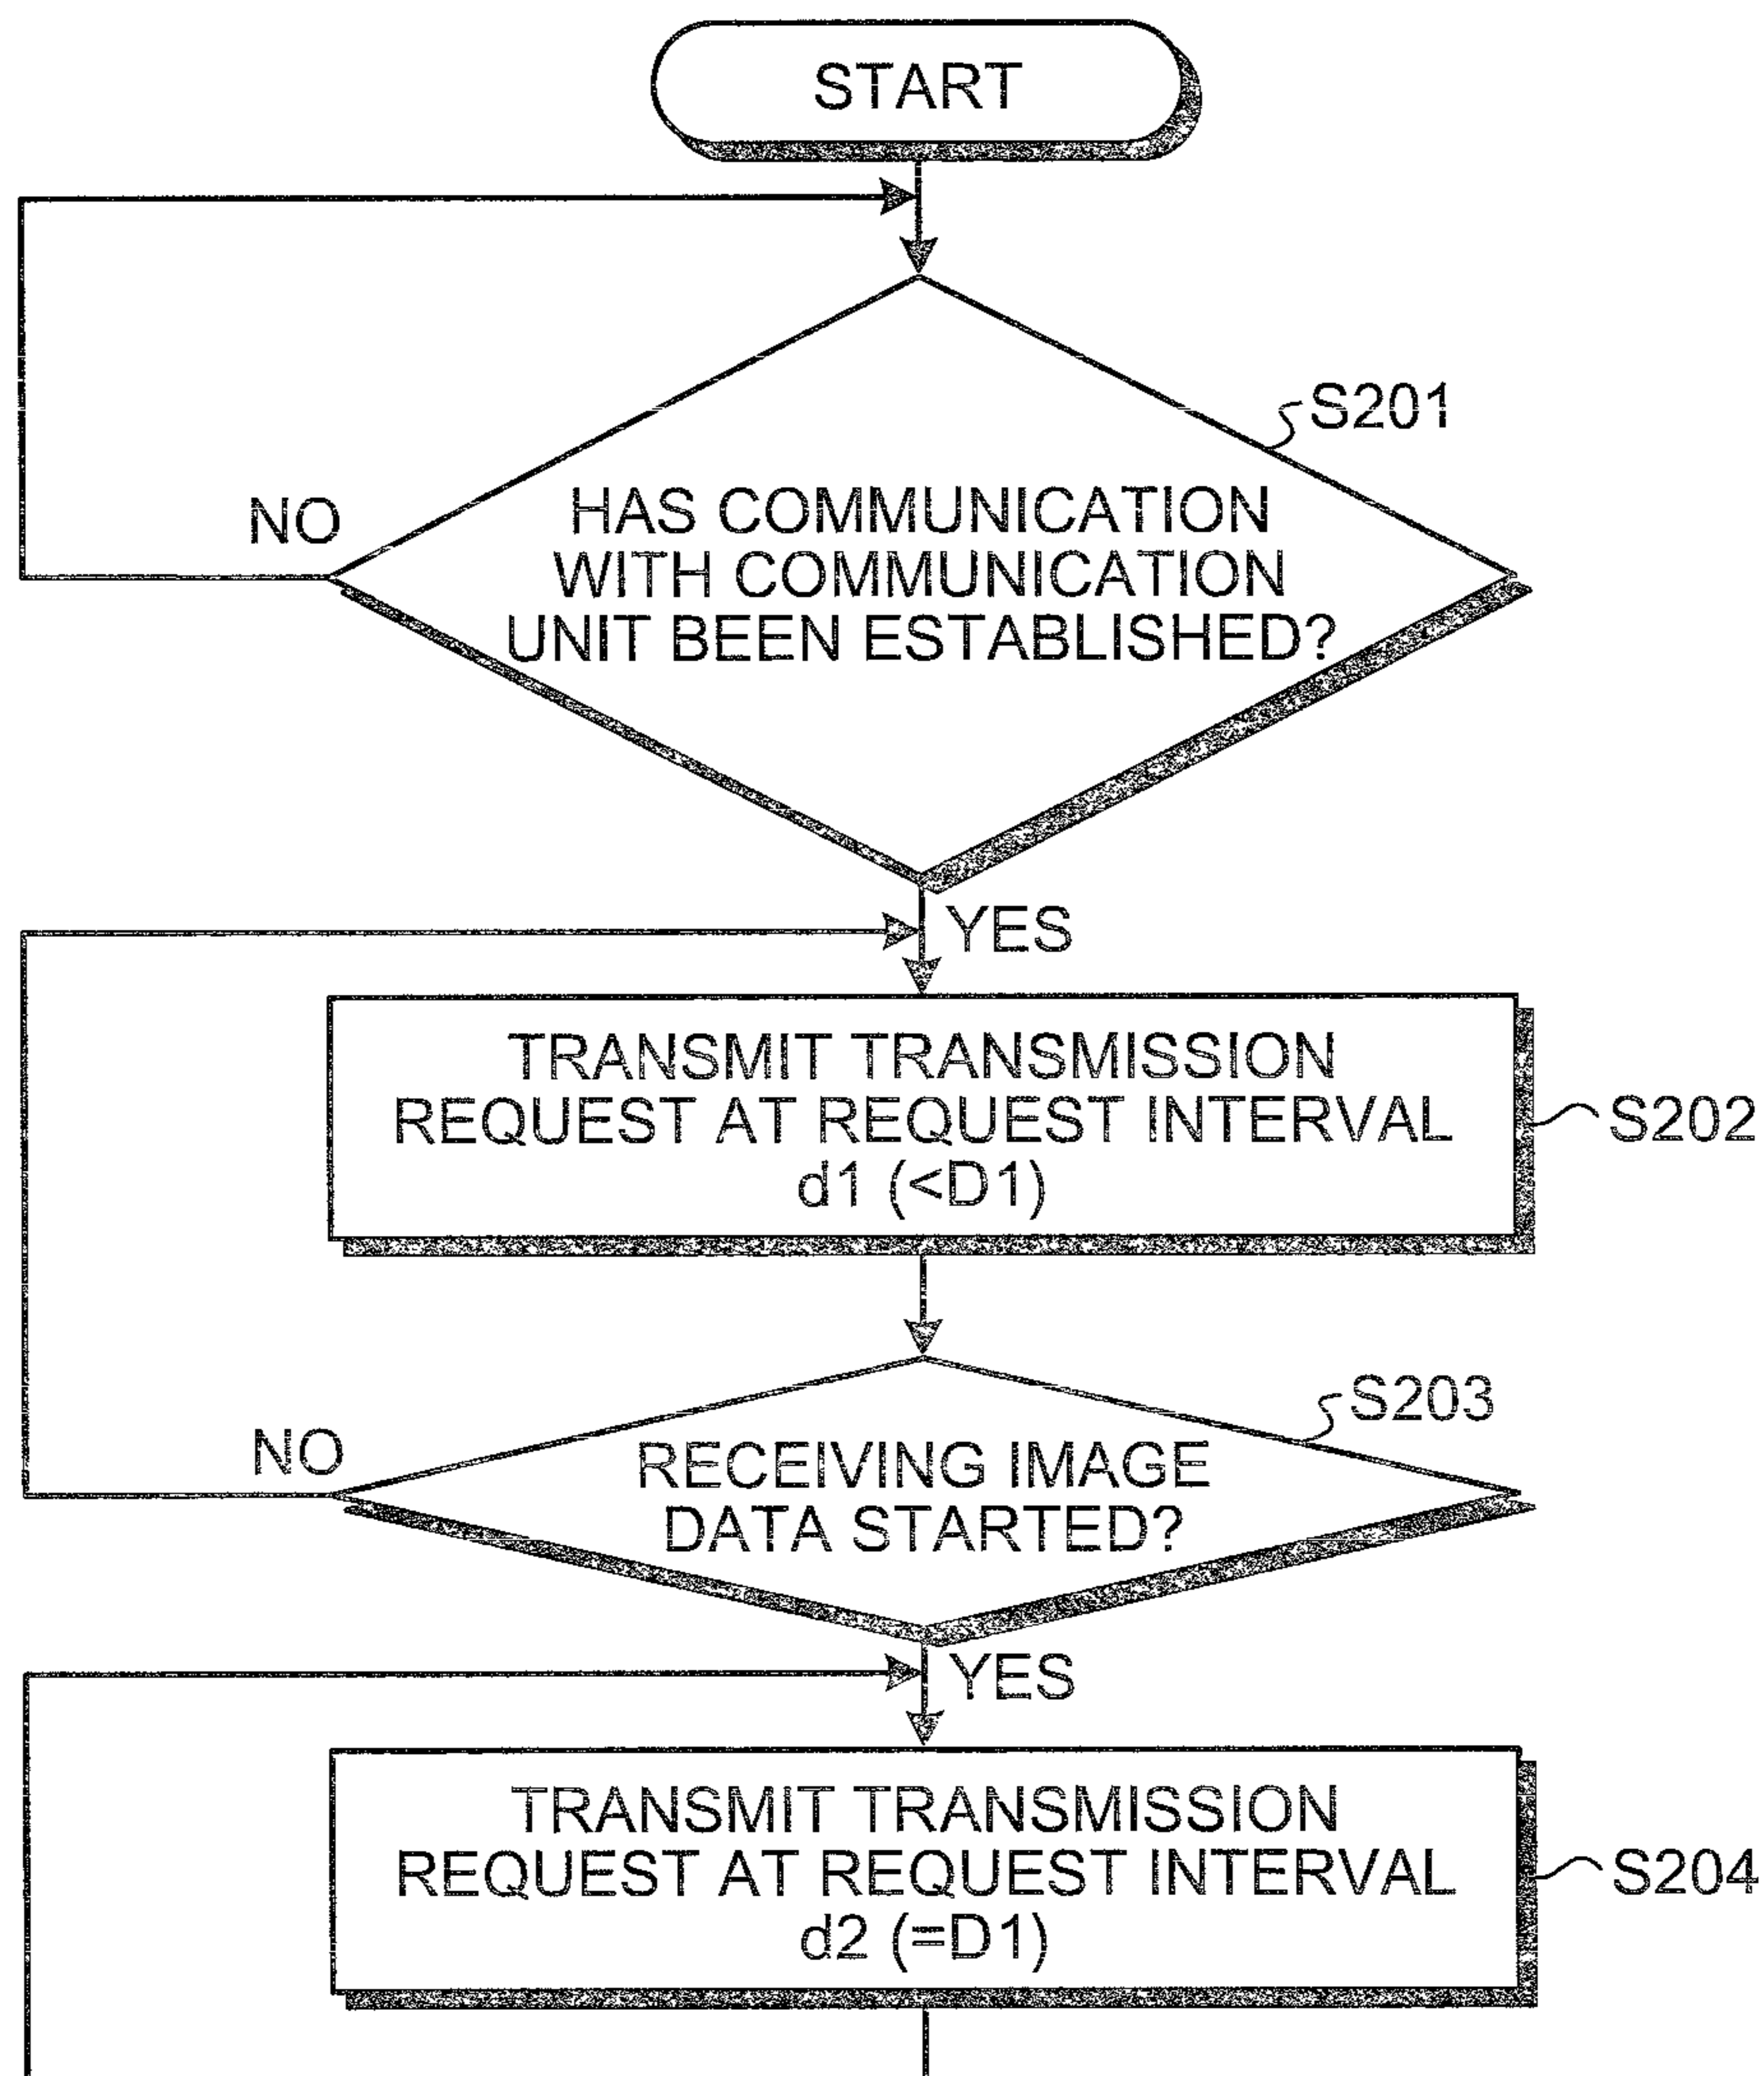 START
S201
NO
HAS COMMUNICATION
WITH COMMUNICATION
UNIT BEEN ESTABLISHED?
YES
TRANSMIT TRANSMISSION
REQUEST AT REQUEST INTERVAL
d1 (<D1)
S202
S203
NO
RECEIVING IMAGE
DATA STARTED?
YES
TRANSMIT TRANSMISSION
REQUEST AT REQUEST INTERVAL
d2 (=D1)
S204